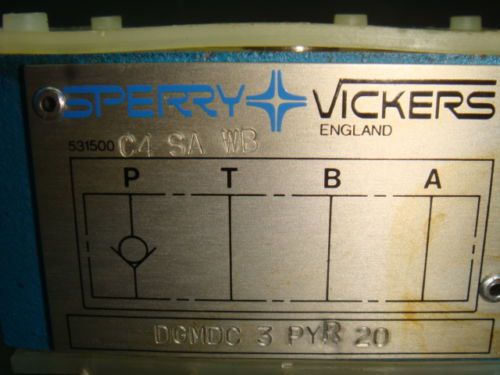 SPERRY VICKERS
ENGLAND
531500 C4 SA WB
P T B A
DGMDC 3 PYR 20